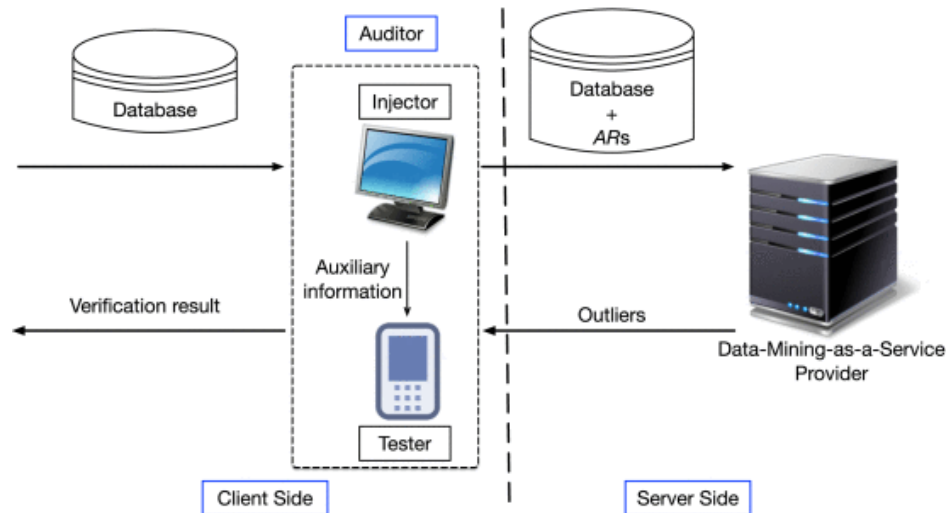 Auditor
Database
Injector
Database
+
ARs
Auxiliary
information
Verification result
Outliers
Data-Mining-as-a-Service
Provider
Tester
Client Side
Server Side